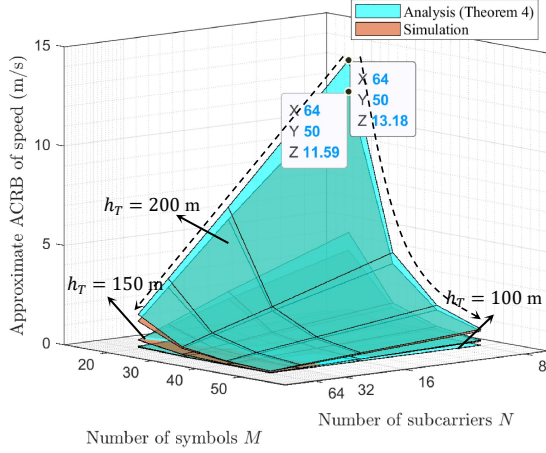 Analysis (Theorem 4)
Simulation
Approximate ACRB of speed (m/s)
15
10
5
0
X 64
Y 50
Z 13.18
X 64
Y 50
Z 11.59
h_T = 200 m
h_T = 150 m
h_T = 100 m
20
30
40
50
64
32
16
8
Number of symbols M
Number of subcarriers N